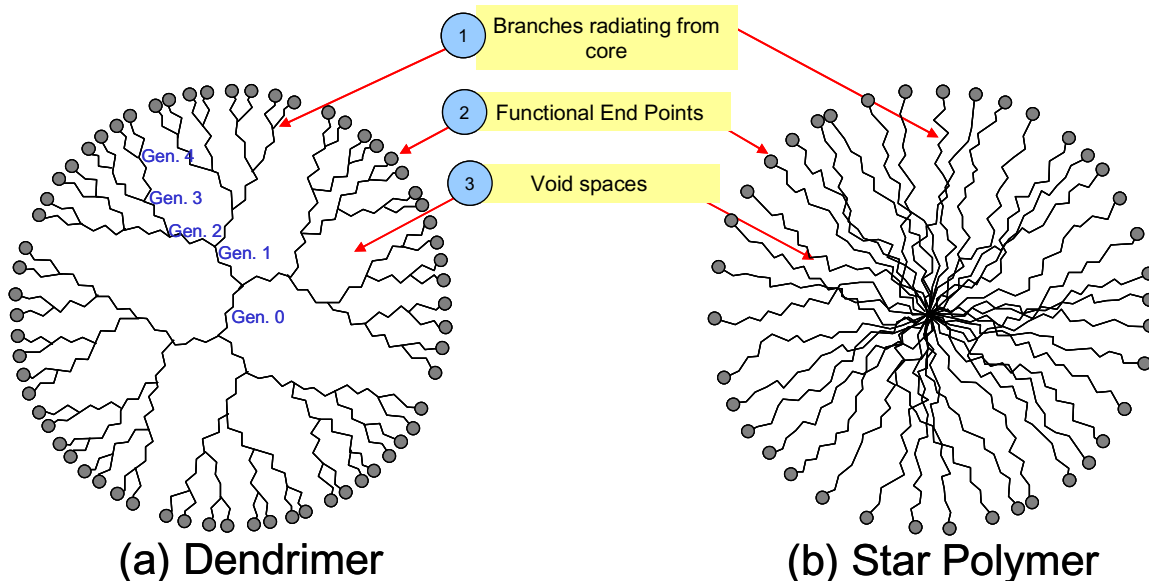 1
Branches radiating from
core
2
Functional End Points
3
Void spaces
Gen. 4
Gen. 3
Gen. 2
Gen. 1
Gen. 0
(a) Dendrimer
(b) Star Polymer